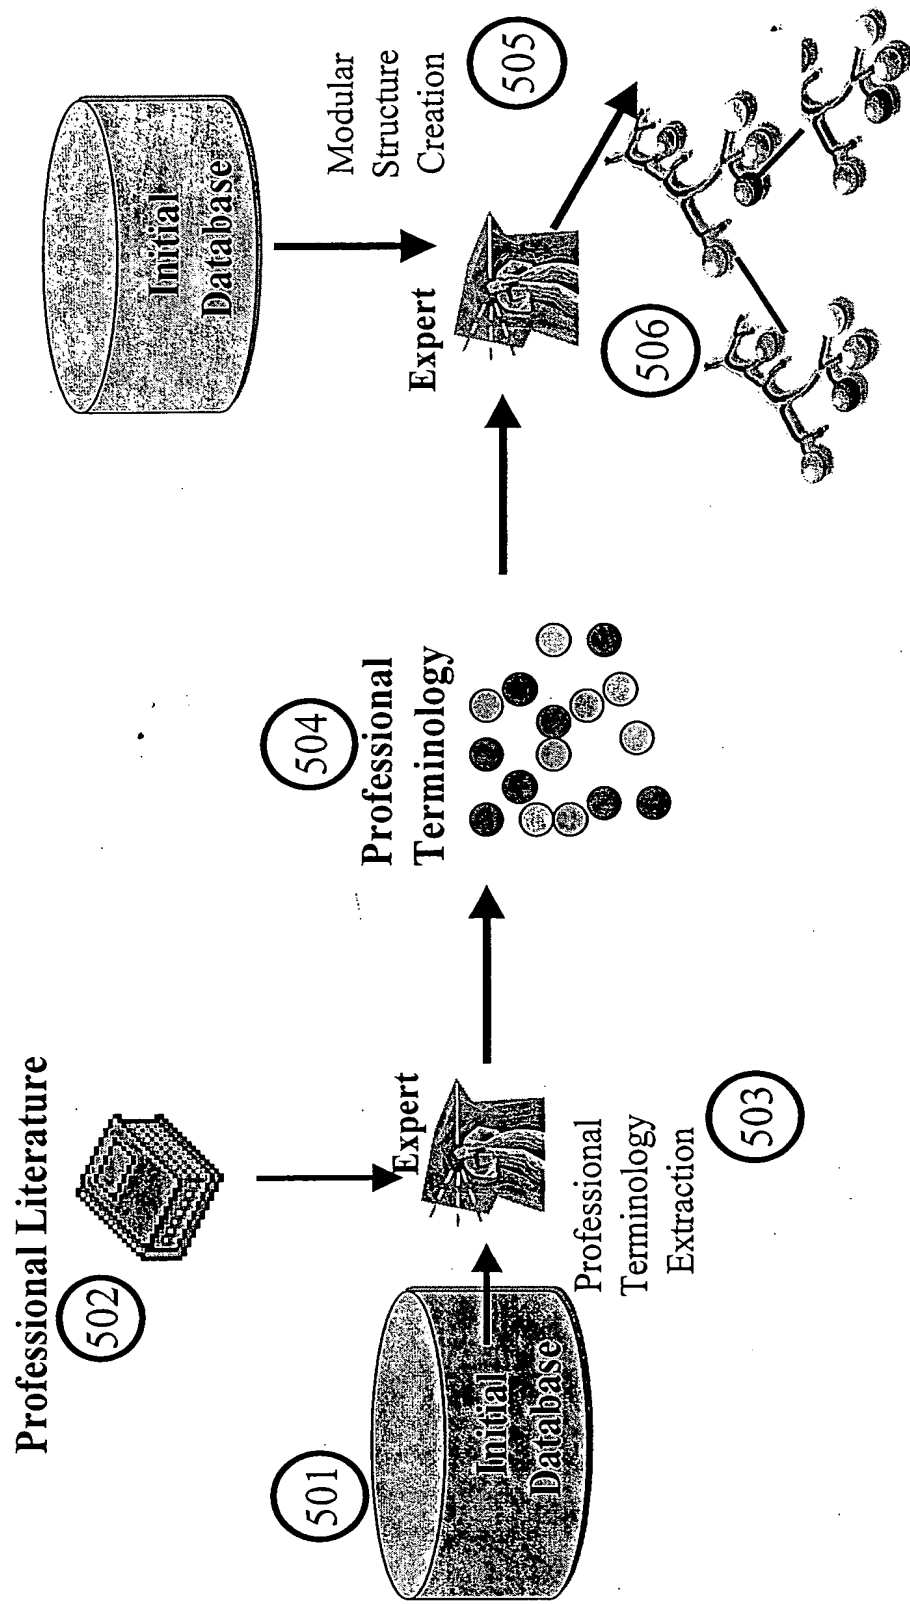 Professional Literature
502
501
Initial
Database
Expert
Professional
Terminology
Extraction
503
504
Professional
Terminology
Initial
Database
Modular
Structure
Creation
505
Expert
506